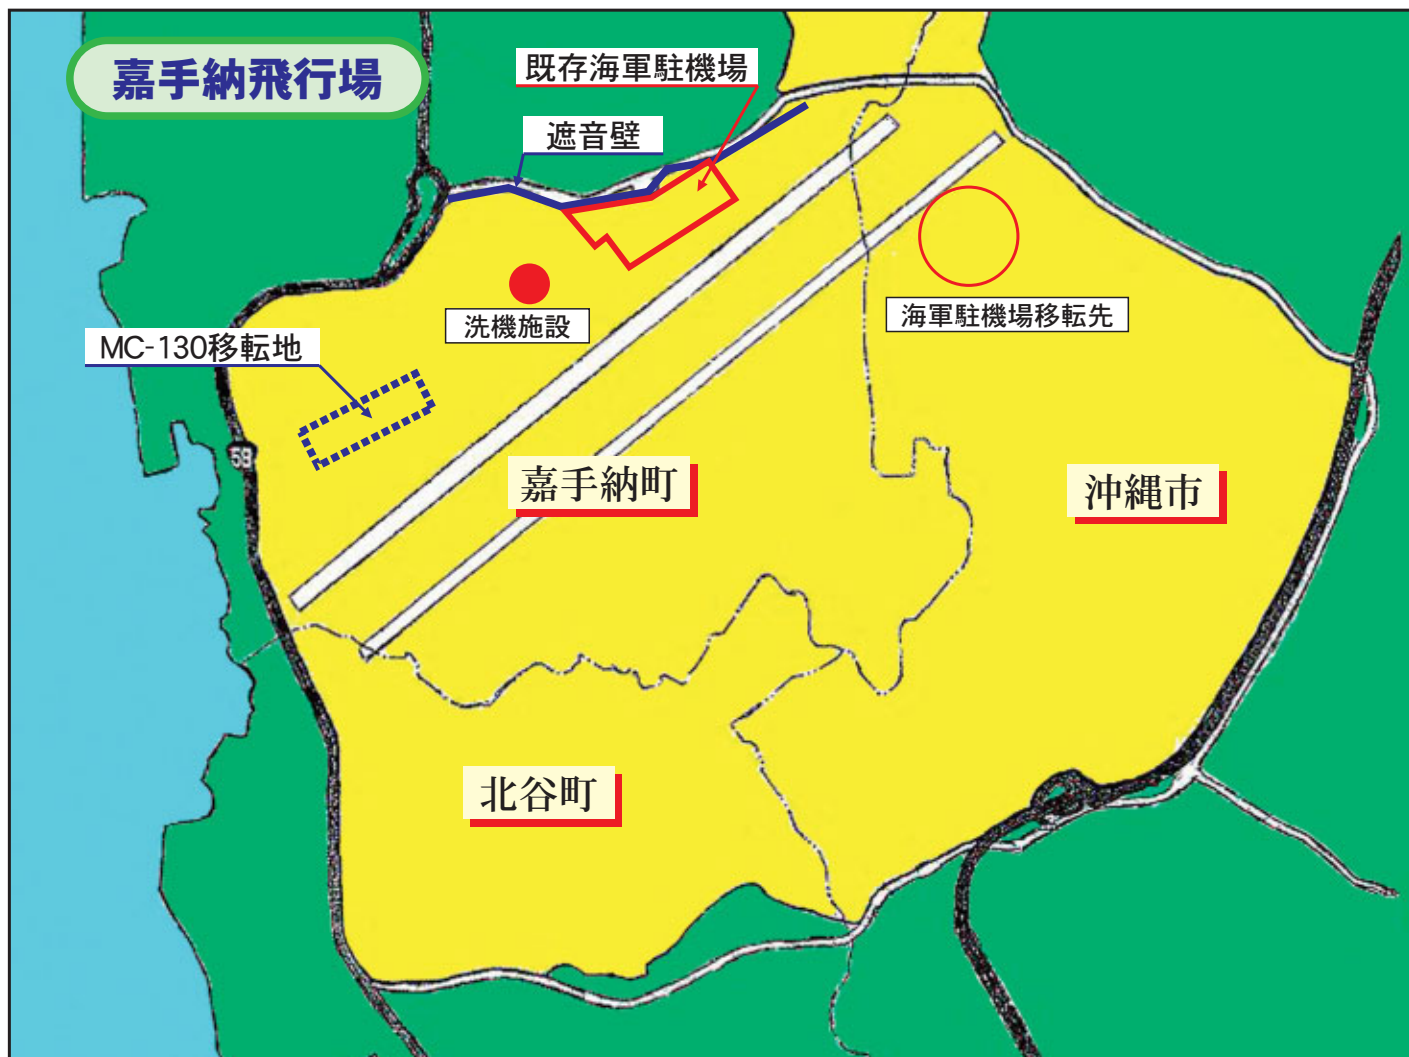 嘉手納飛行場
既存海軍駐機場
遮音壁
洗機施設
海軍駐機場移転先
MC-130移転地
58
嘉手納町
沖縄市
北谷町